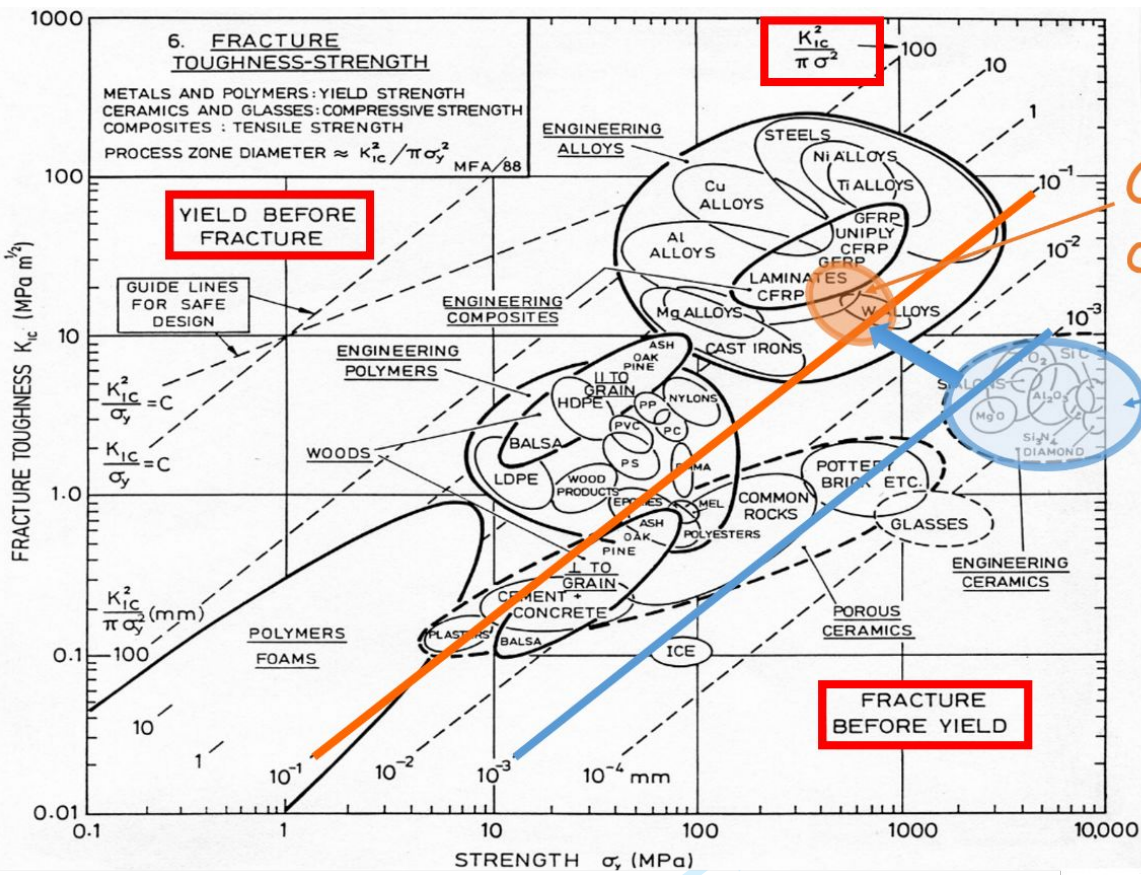 6. FRACTURE
TOUGHNESS-STRENGTH
METALS AND POLYMERS: YIELD STRENGTH
CERAMICS AND GLASSES: COMPRESSIVE STRENGTH
COMPOSITES : TENSILE STRENGTH
PROCESS ZONE DIAMETER ≈ K²IC/πσy²
MFA/88
K²IC
πσ²
100
10
1
10⁻¹
10⁻²
10⁻³
YIELD BEFORE
FRACTURE
ENGINEERING
ALLOYS
STEELS
Ni ALLOYS
Ti ALLOYS
Cu
ALLOYS
GFRP
UNIPLY
CFRP
GFRP
LAMINATES
CFRP
Al
ALLOYS
GUIDE LINES
FOR SAFE
DESIGN
ENGINEERING
COMPOSITES
Mg ALLOYS
W ALLOYS
CAST IRONS
ENGINEERING
POLYMERS
ASH
OAK
PINE
II TO
GRAIN
HDPE
PP
NYLONS
PVC
PC
BALSA
PS
WOODS
LDPE
WOOD
PRODUCTS
EPOXIES
MEL
POLYESTERS
K²IC
σy
=C
KIC
σy
=C
SiC
SIALONS
Al₂O₃
MgO
Si₃N₄
DIAMOND
POTTERY
BRICK ETC.
COMMON
ROCKS
GLASSES
ENGINEERING
CERAMICS
ASH
OAK
PINE
⊥ TO
GRAIN
CEMENT +
CONCRETE
POROUS
CERAMICS
K²IC
πσy²
(mm)
PLASTERS
BALSA
ICE
POLYMERS
FOAMS
FRACTURE
BEFORE YIELD
100
10
1
10⁻¹
10⁻²
10⁻³
10⁻⁴ mm
1000
100
10
1.0
0.1
0.01
FRACTURE TOUGHNESS KIC (MPa m½)
0.1
1
10
100
1000
10,000
STRENGTH σy (MPa)